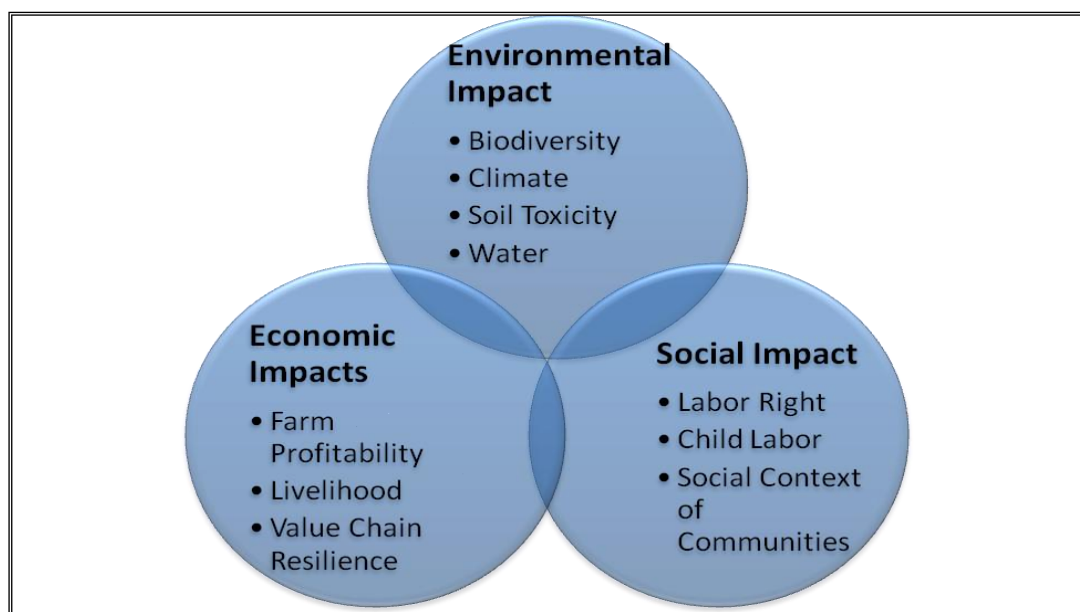 Environmental
Impact
• Biodiversity
• Climate
• Soil Toxicity
• Water
Economic
Impacts
• Farm
Profitability
• Livelihood
• Value Chain
Resilience
Social Impact
• Labor Right
• Child Labor
• Social Context
of
Communities